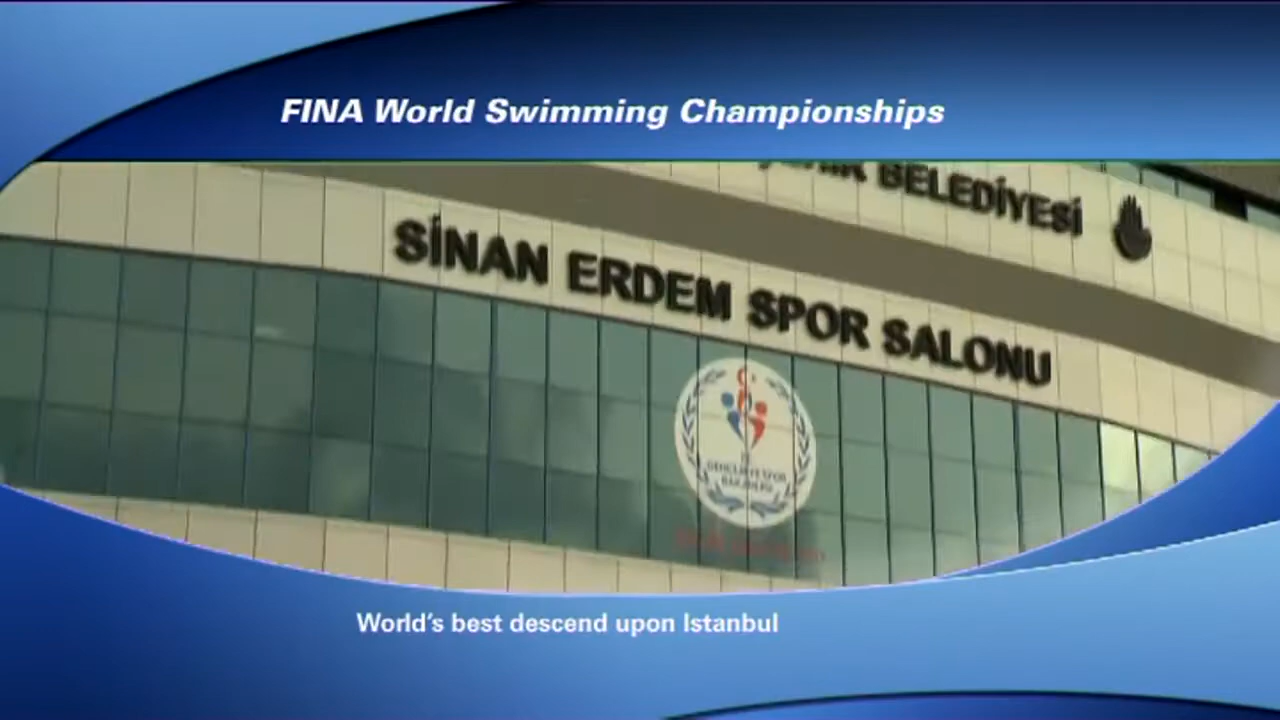 FINA World Swimming Championships
BELEDİYESİ
SİNAN ERDEM SPOR SALONU
World's best descend upon Istanbul